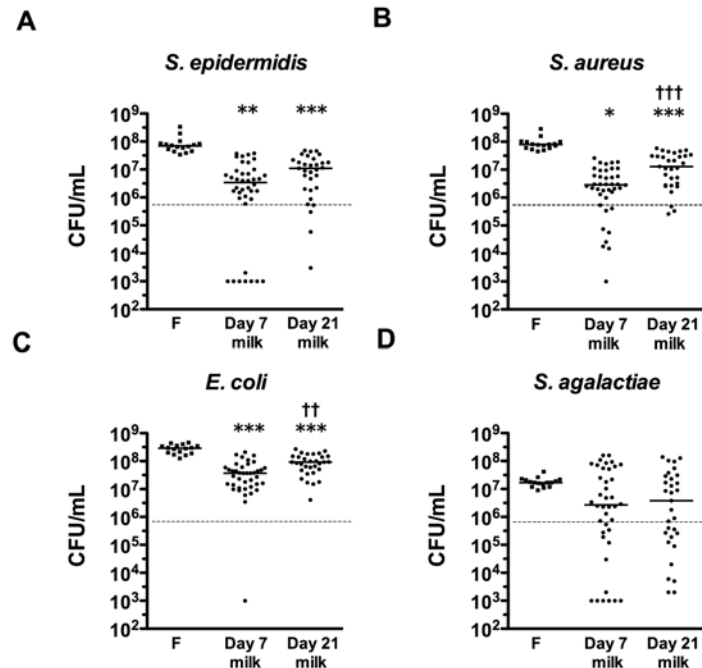 A
S. epidermidis
** ***
CFU/mL
10⁹
10⁸
10⁷
10⁶
10⁵
10⁴
10³
10²
F Day 7 milk Day 21 milk
B
S. aureus
†††
* ***
CFU/mL
10⁹
10⁸
10⁷
10⁶
10⁵
10⁴
10³
10²
F Day 7 milk Day 21 milk
C
E. coli
††
*** ***
CFU/mL
10⁹
10⁸
10⁷
10⁶
10⁵
10⁴
10³
10²
F Day 7 milk Day 21 milk
D
S. agalactiae
CFU/mL
10⁹
10⁸
10⁷
10⁶
10⁵
10⁴
10³
10²
F Day 7 milk Day 21 milk